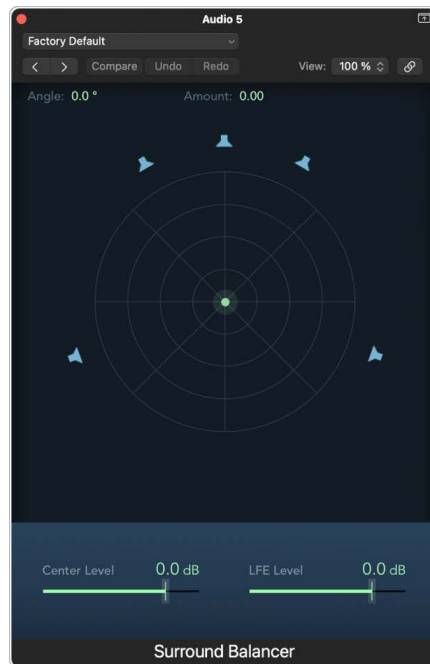 Audio 5
Factory Default
Compare Undo Redo View: 100 %
Angle: 0.0 ° Amount: 0.00
Center Level 0.0 dB LFE Level 0.0 dB
Surround Balancer